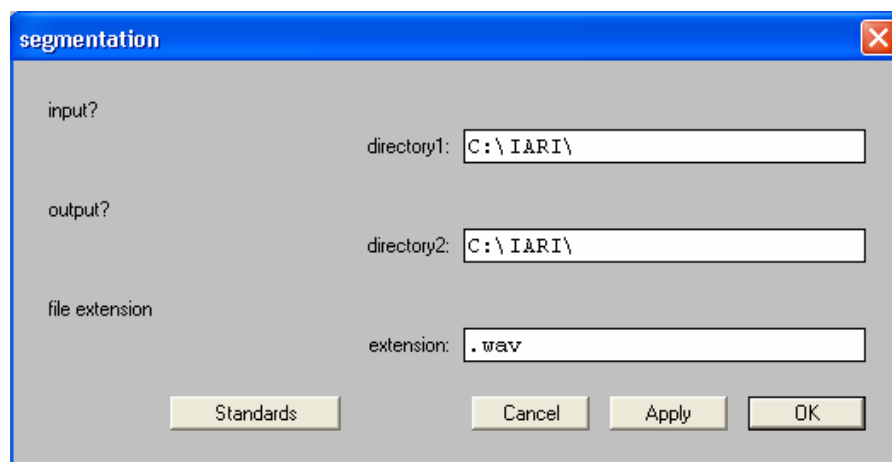 segmentation
input?
directory1: C:\IARI\
output?
directory2: C:\IARI\
file extension
extension: .wav
Standards Cancel Apply OK